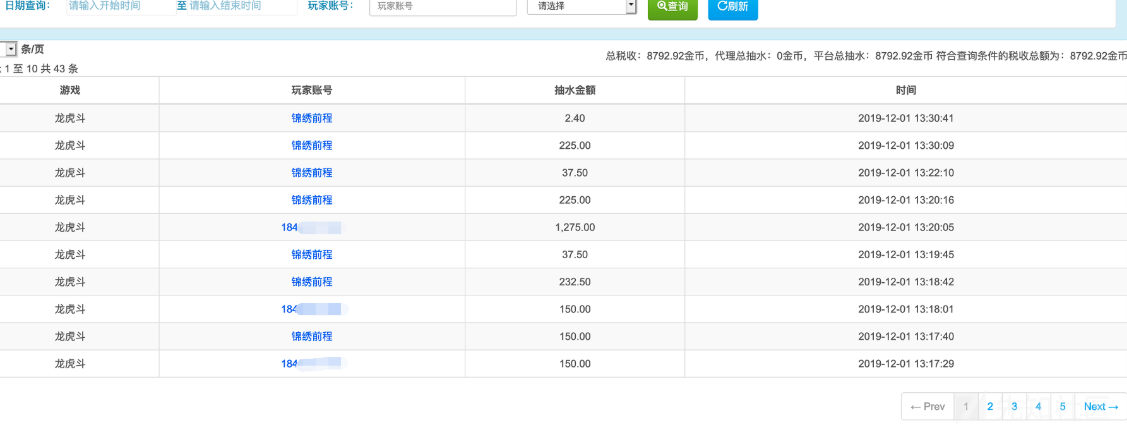 日期查询： 请输入开始时间 至 请输入结束时间 玩家账号： 玩家账号 请选择 查询 刷新
条/页
总税收：8792.92金币，代理总抽水：0金币，平台总抽水：8792.92金币 符合查询条件的税收总额为：8792.92金币
1 至 10 共 43 条
游戏 玩家账号 抽水金额 时间
龙虎斗 锦绣前程 2.40 2019-12-01 13:30:41
龙虎斗 锦绣前程 225.00 2019-12-01 13:30:09
龙虎斗 锦绣前程 37.50 2019-12-01 13:22:10
龙虎斗 锦绣前程 225.00 2019-12-01 13:20:16
龙虎斗 184 1,275.00 2019-12-01 13:20:05
龙虎斗 锦绣前程 37.50 2019-12-01 13:19:45
龙虎斗 锦绣前程 232.50 2019-12-01 13:18:42
龙虎斗 184 150.00 2019-12-01 13:18:01
龙虎斗 锦绣前程 150.00 2019-12-01 13:17:40
龙虎斗 184 150.00 2019-12-01 13:17:29
← Prev 1 2 3 4 5 Next →